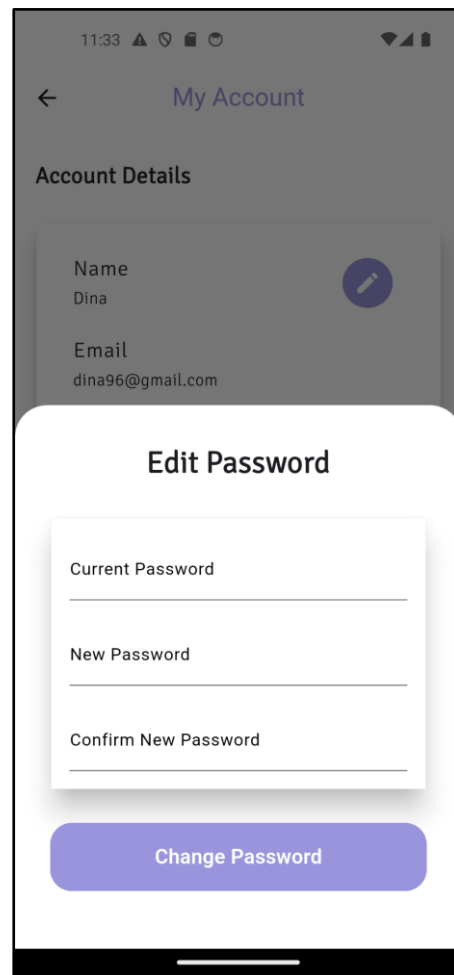 11:33
My Account
Account Details
Name
Dina
Email
dina96@gmail.com
Edit Password
Current Password
New Password
Confirm New Password
Change Password